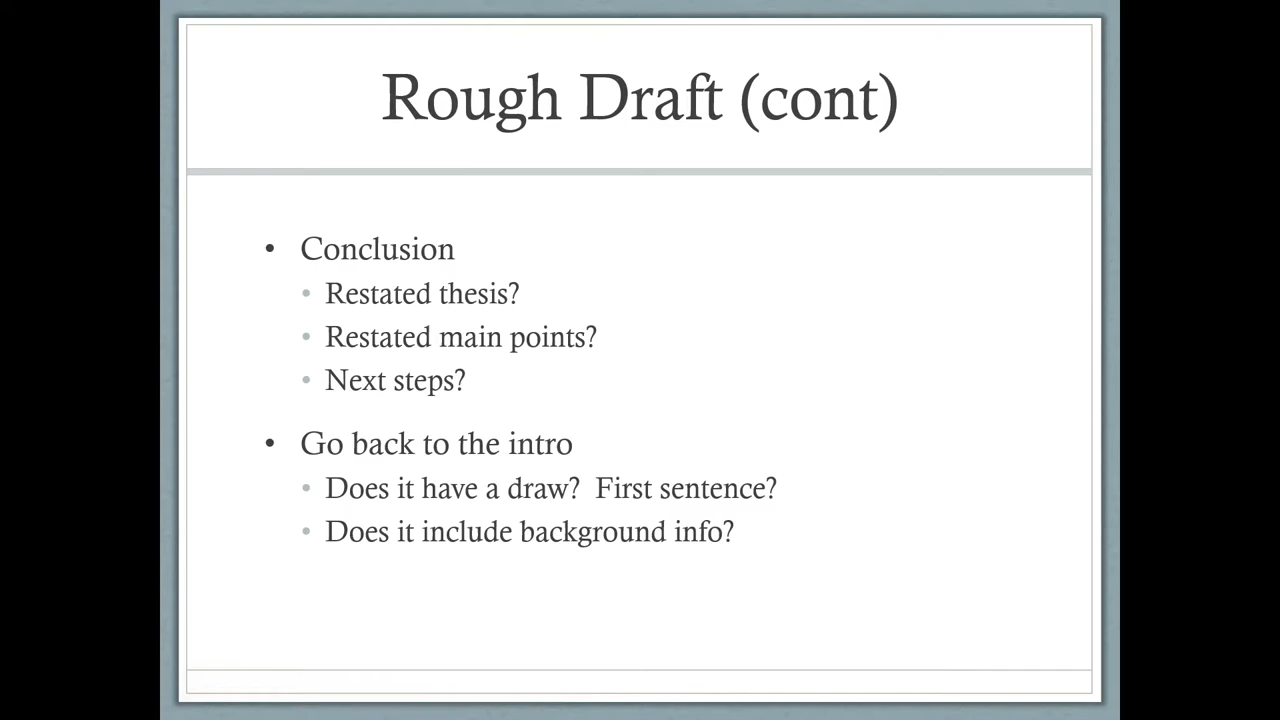 Rough Draft (cont)
• Conclusion
• Restated thesis?
• Restated main points?
• Next steps?
• Go back to the intro
• Does it have a draw?  First sentence?
• Does it include background info?